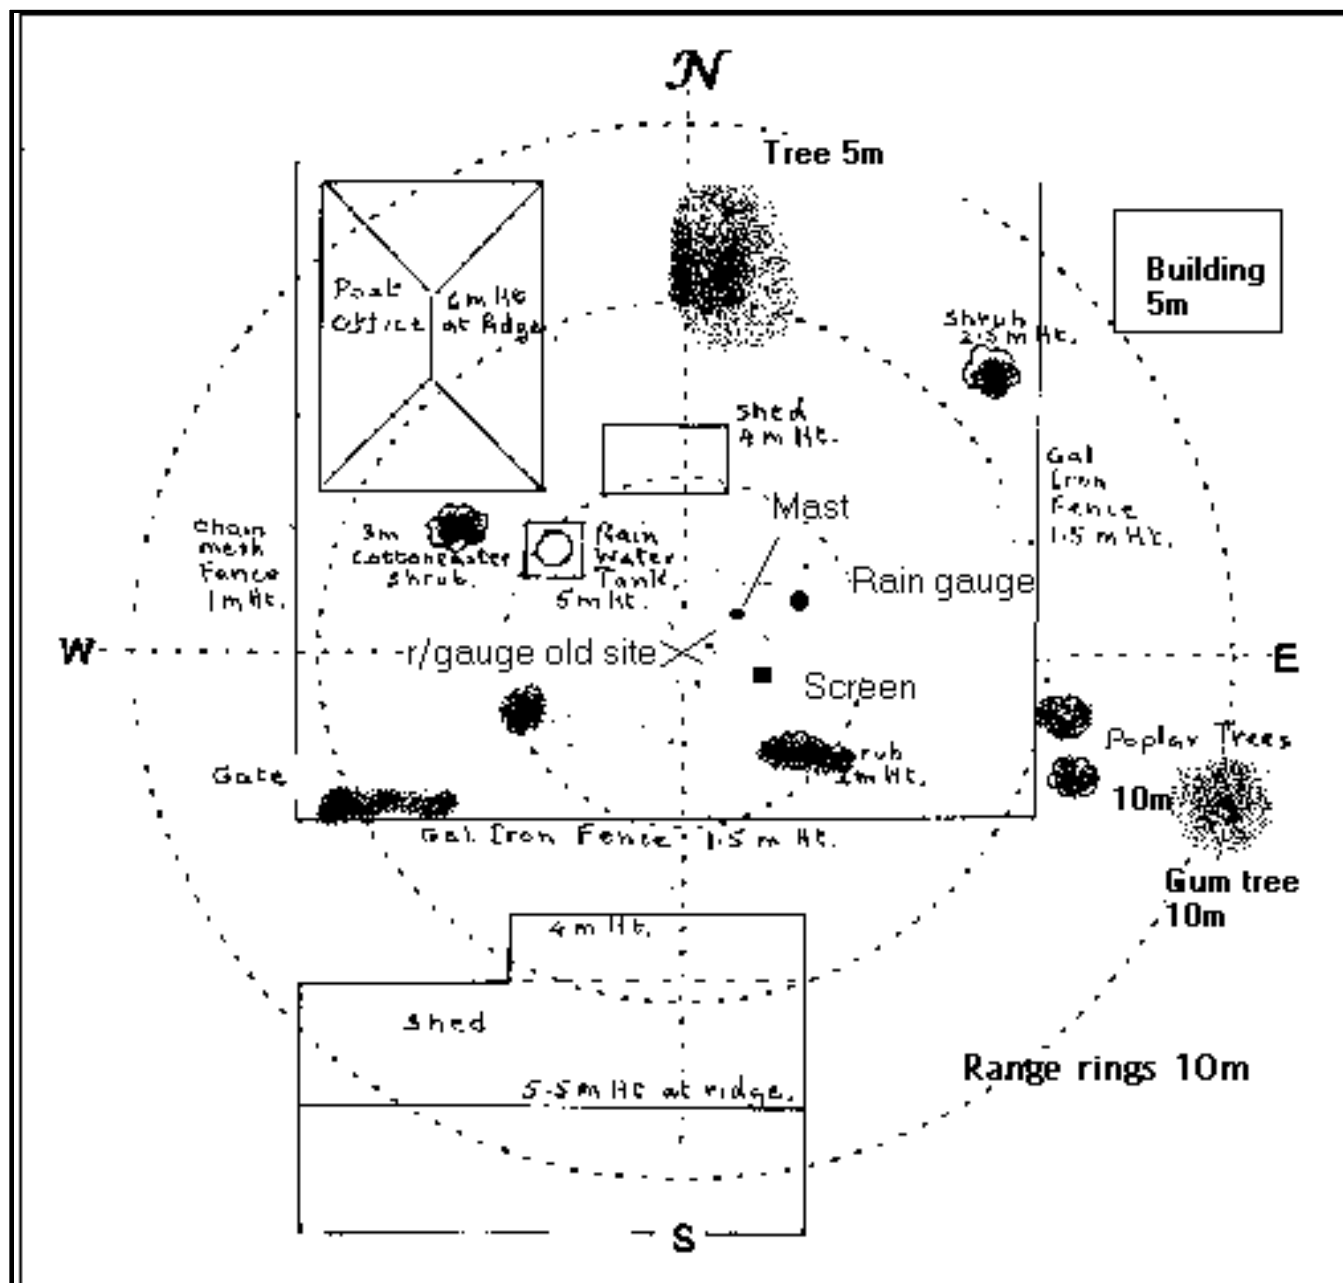 N
Tree 5m
Building
5m
Post
Office
6m Ht
at Ridge
Shrub
2.5m Ht.
Shed
4m Ht.
Gal
Iron
Fence
1.5m Ht.
Mast
Chain
mesh
Fence
1m Ht.
3m
Cottoneaster
Shrub.
Rain
Water
Tank.
5m Ht.
Rain gauge
W
r/gauge old site
E
Screen
Poplar Trees
10m
rub
m Ht.
Gate
Gal Iron Fence 1.5m Ht.
Gum tree
10m
4m Ht.
Shed
Range rings 10m
5.5m Ht at ridge.
S